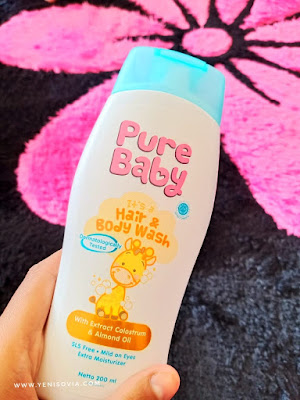 Pure
Baby
2 in 1
Hair &
Body Wash
Dermatologically
Tested
With Extract Colostrum
& Almond Oil
SLS Free • Mild on Eyes
Extra Moisturizer
Netto 200 ml
WWW.YENISOVIA.COM